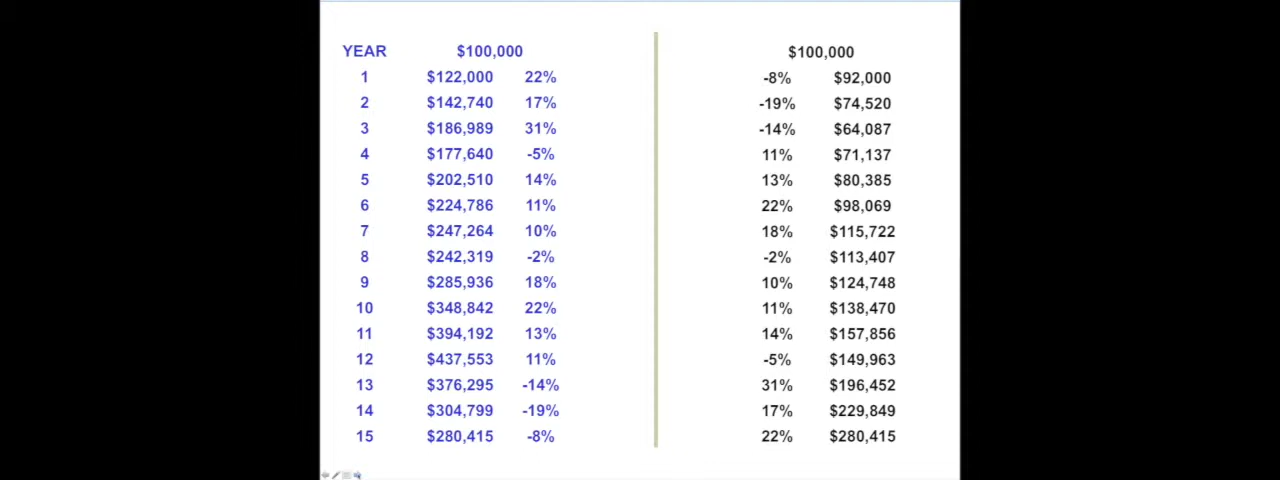 YEAR $100,000 $100,000
1 $122,000 22% -8% $92,000
2 $142,740 17% -19% $74,520
3 $186,989 31% -14% $64,087
4 $177,640 -5% 11% $71,137
5 $202,510 14% 13% $80,385
6 $224,786 11% 22% $98,069
7 $247,264 10% 18% $115,722
8 $242,319 -2% -2% $113,407
9 $285,936 18% 10% $124,748
10 $348,842 22% 11% $138,470
11 $394,192 13% 14% $157,856
12 $437,553 11% -5% $149,963
13 $376,295 -14% 31% $196,452
14 $304,799 -19% 17% $229,849
15 $280,415 -8% 22% $280,415